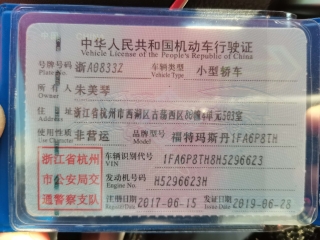 中华人民共和国机动车行驶证
Vehicle License of the People's Republic of China
号牌号码 浙A08332 车辆类型 小型轿车
Plate No. Vehicle Type
所有人 朱美琴
Owner
住址 浙江省杭州市西湖区古荡西区86幢4单元503室
Address
使用性质 非营运 品牌型号 福特玛斯丹1FA6P8TH
Use Character Model
浙江省杭州市公安局交通警察支队
车辆识别代号 1FA6P8TH8H5296623
VIN
发动机号码 H5296623H
Engine No.
注册日期 2017-06-15 发证日期 2019-06-28
Register Date Issue Date